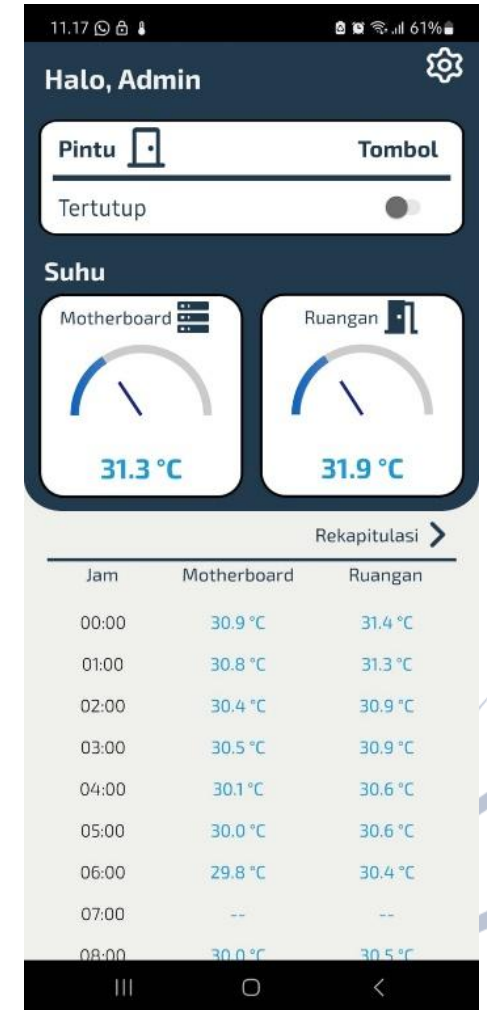 11.17 61%
Halo, Admin
Pintu Tombol
Tertutup
Suhu
Motherboard Ruangan
31.3 °C 31.9 °C
Rekapitulasi
Jam Motherboard Ruangan
00:00 30.9 °C 31.4 °C
01:00 30.8 °C 31.3 °C
02:00 30.4 °C 30.9 °C
03:00 30.5 °C 30.9 °C
04:00 30.1 °C 30.6 °C
05:00 30.0 °C 30.6 °C
06:00 29.8 °C 30.4 °C
07:00 -- --
08:00 30.0 °C 30.5 °C